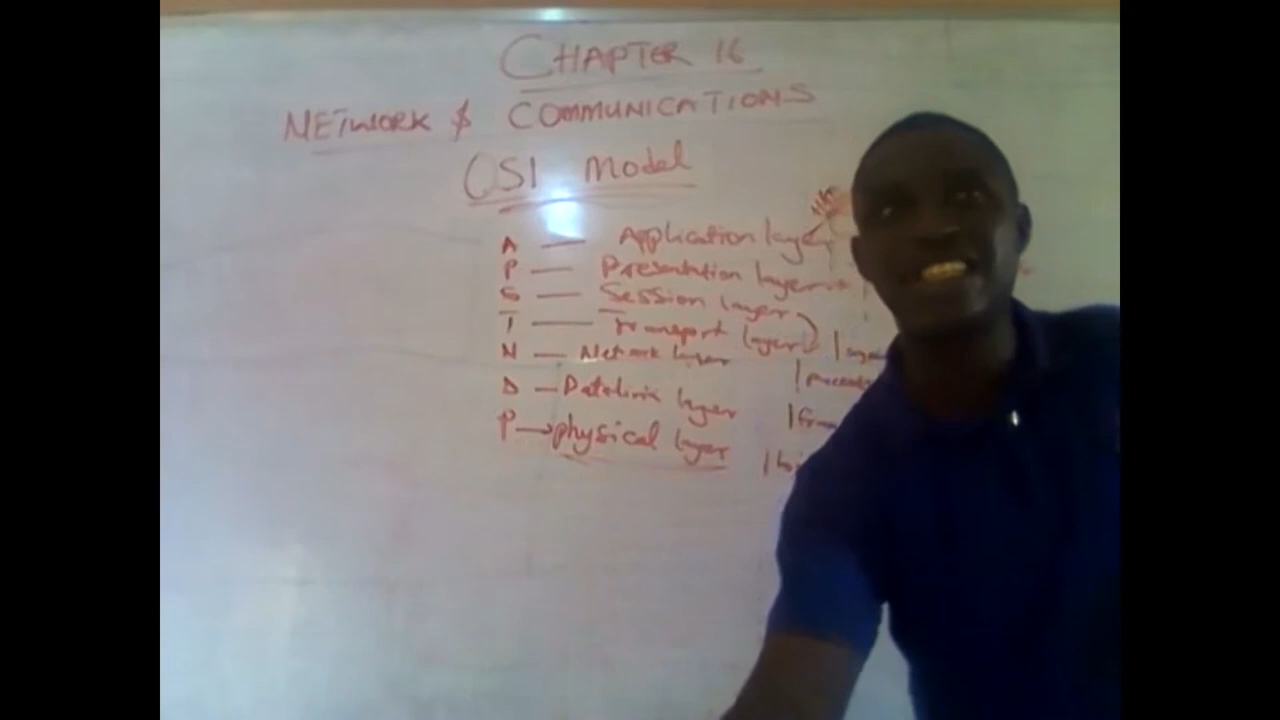 CHAPTER 16
NETWORK & COMMUNICATIONS
OSI Model
A — Application layer
P — Presentation layer
S — Session layer
T — Transport layer
N — Network layer
D — Datalink layer
P → physical layer